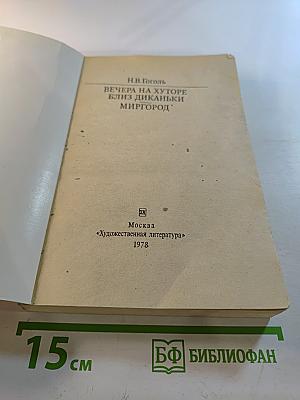 Н.В.Гоголь
ВЕЧЕРА НА ХУТОРЕ
БЛИЗ ДИКАНЬКИ
МИРГОРОД
Москва
«Художественная литература»
1978
15 см
БФ БИБЛИОФАН